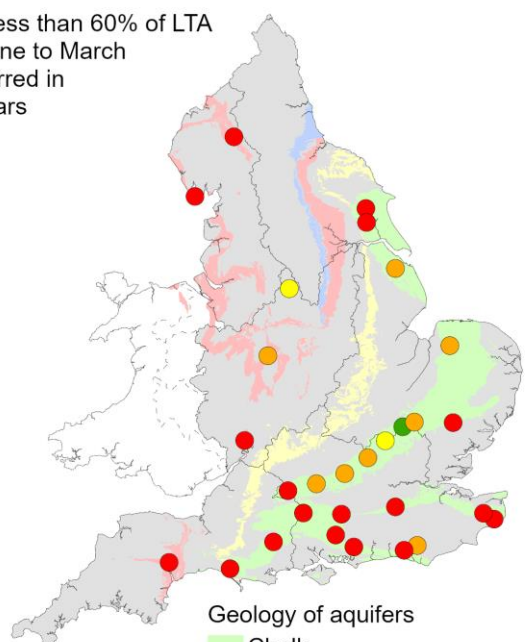 ess than 60% of LTA
ne to March
rred in
ars
Geology of aquifers
Chalk